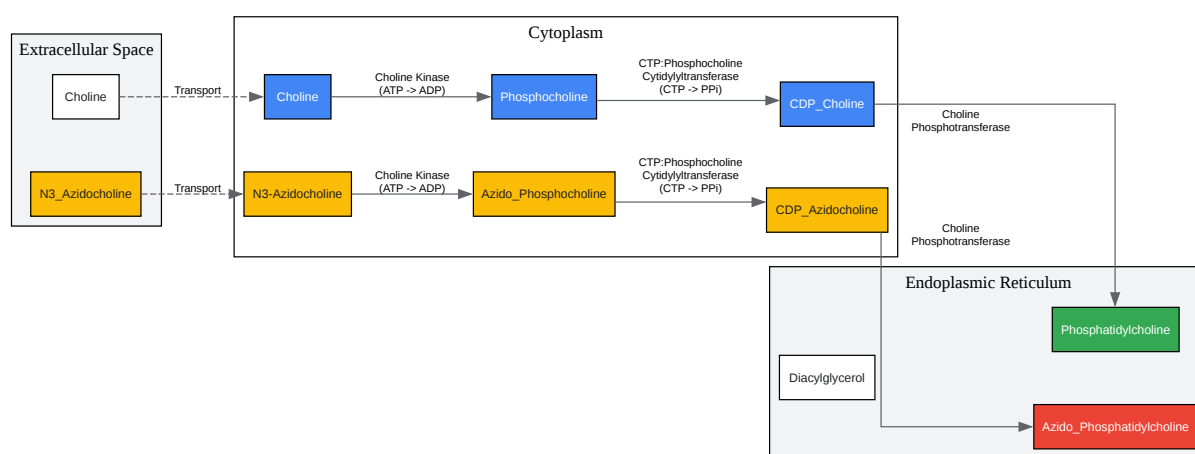 Extracellular Space
Cytoplasm
Choline
Transport
Choline
Choline Kinase
(ATP -> ADP)
Phosphocholine
CTP:Phosphocholine
Cytidylyltransferase
(CTP -> PPi)
CDP_Choline
Choline
Phosphotransferase
N3_Azidocholine
Transport
N3-Azidocholine
Choline Kinase
(ATP -> ADP)
Azido_Phosphocholine
CTP:Phosphocholine
Cytidylyltransferase
(CTP -> PPi)
CDP_Azidocholine
Choline
Phosphotransferase
Endoplasmic Reticulum
Phosphatidylcholine
Diacylglycerol
Azido_Phosphatidylcholine